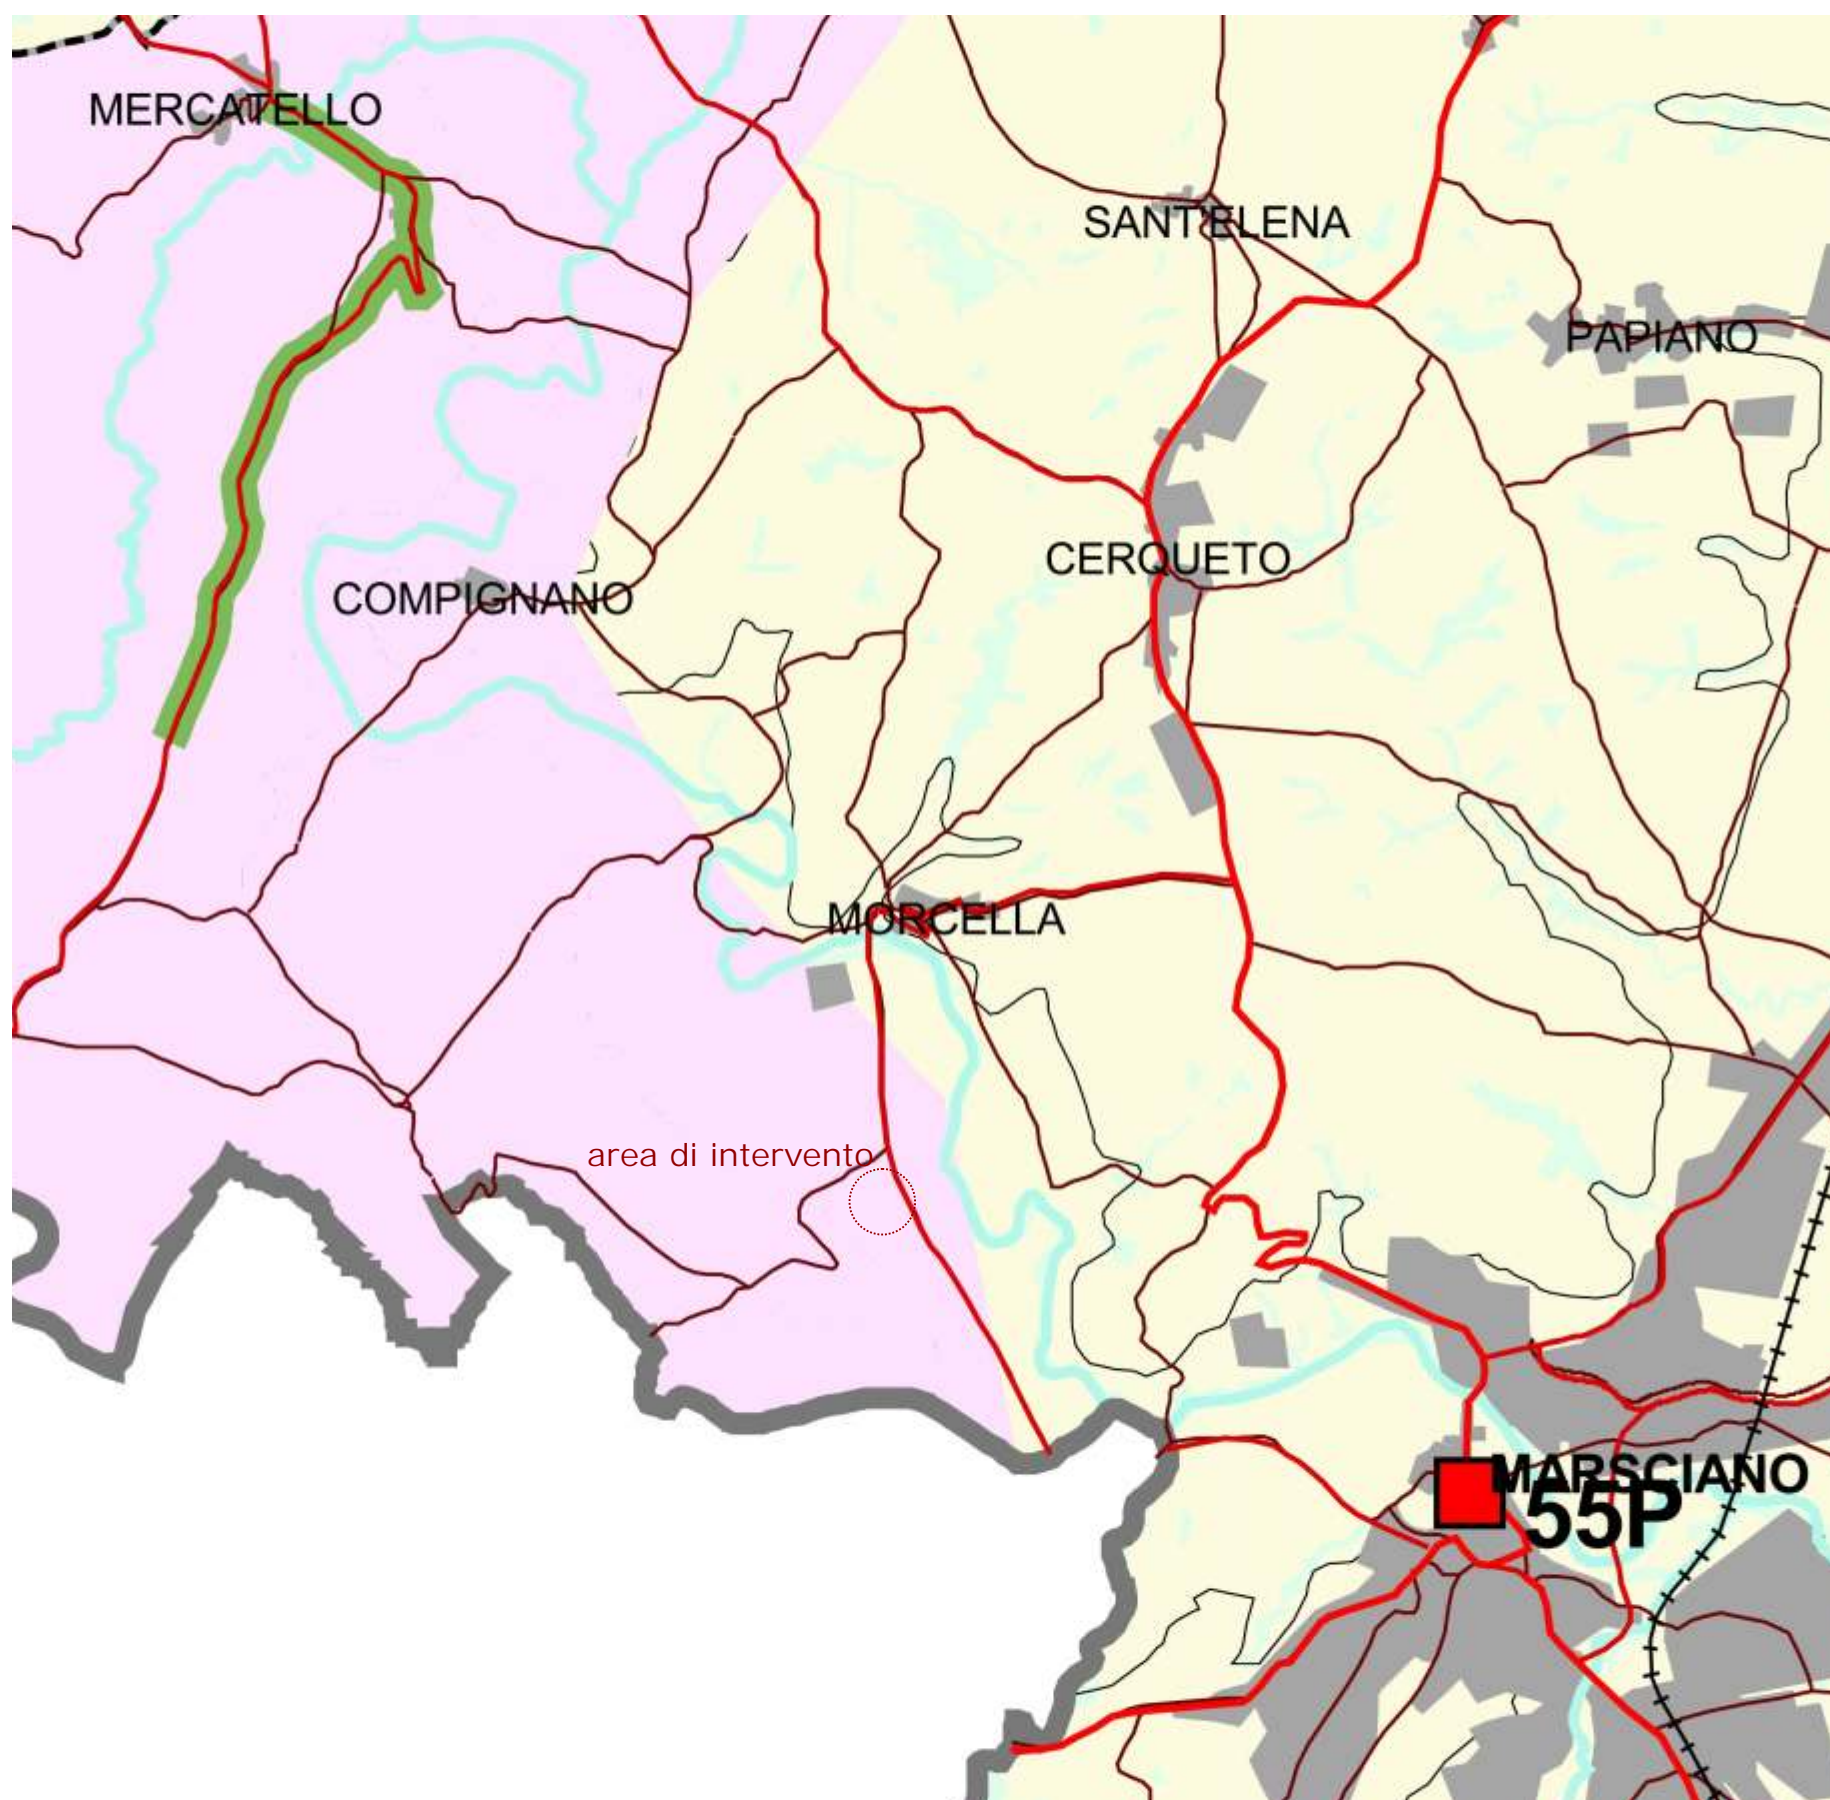 MERCATELLO
SANT'ELENA
PAPIANO
CERQUETO
COMPIGNANO
MORCELLA
area di intervento
MARSCIANO
55P